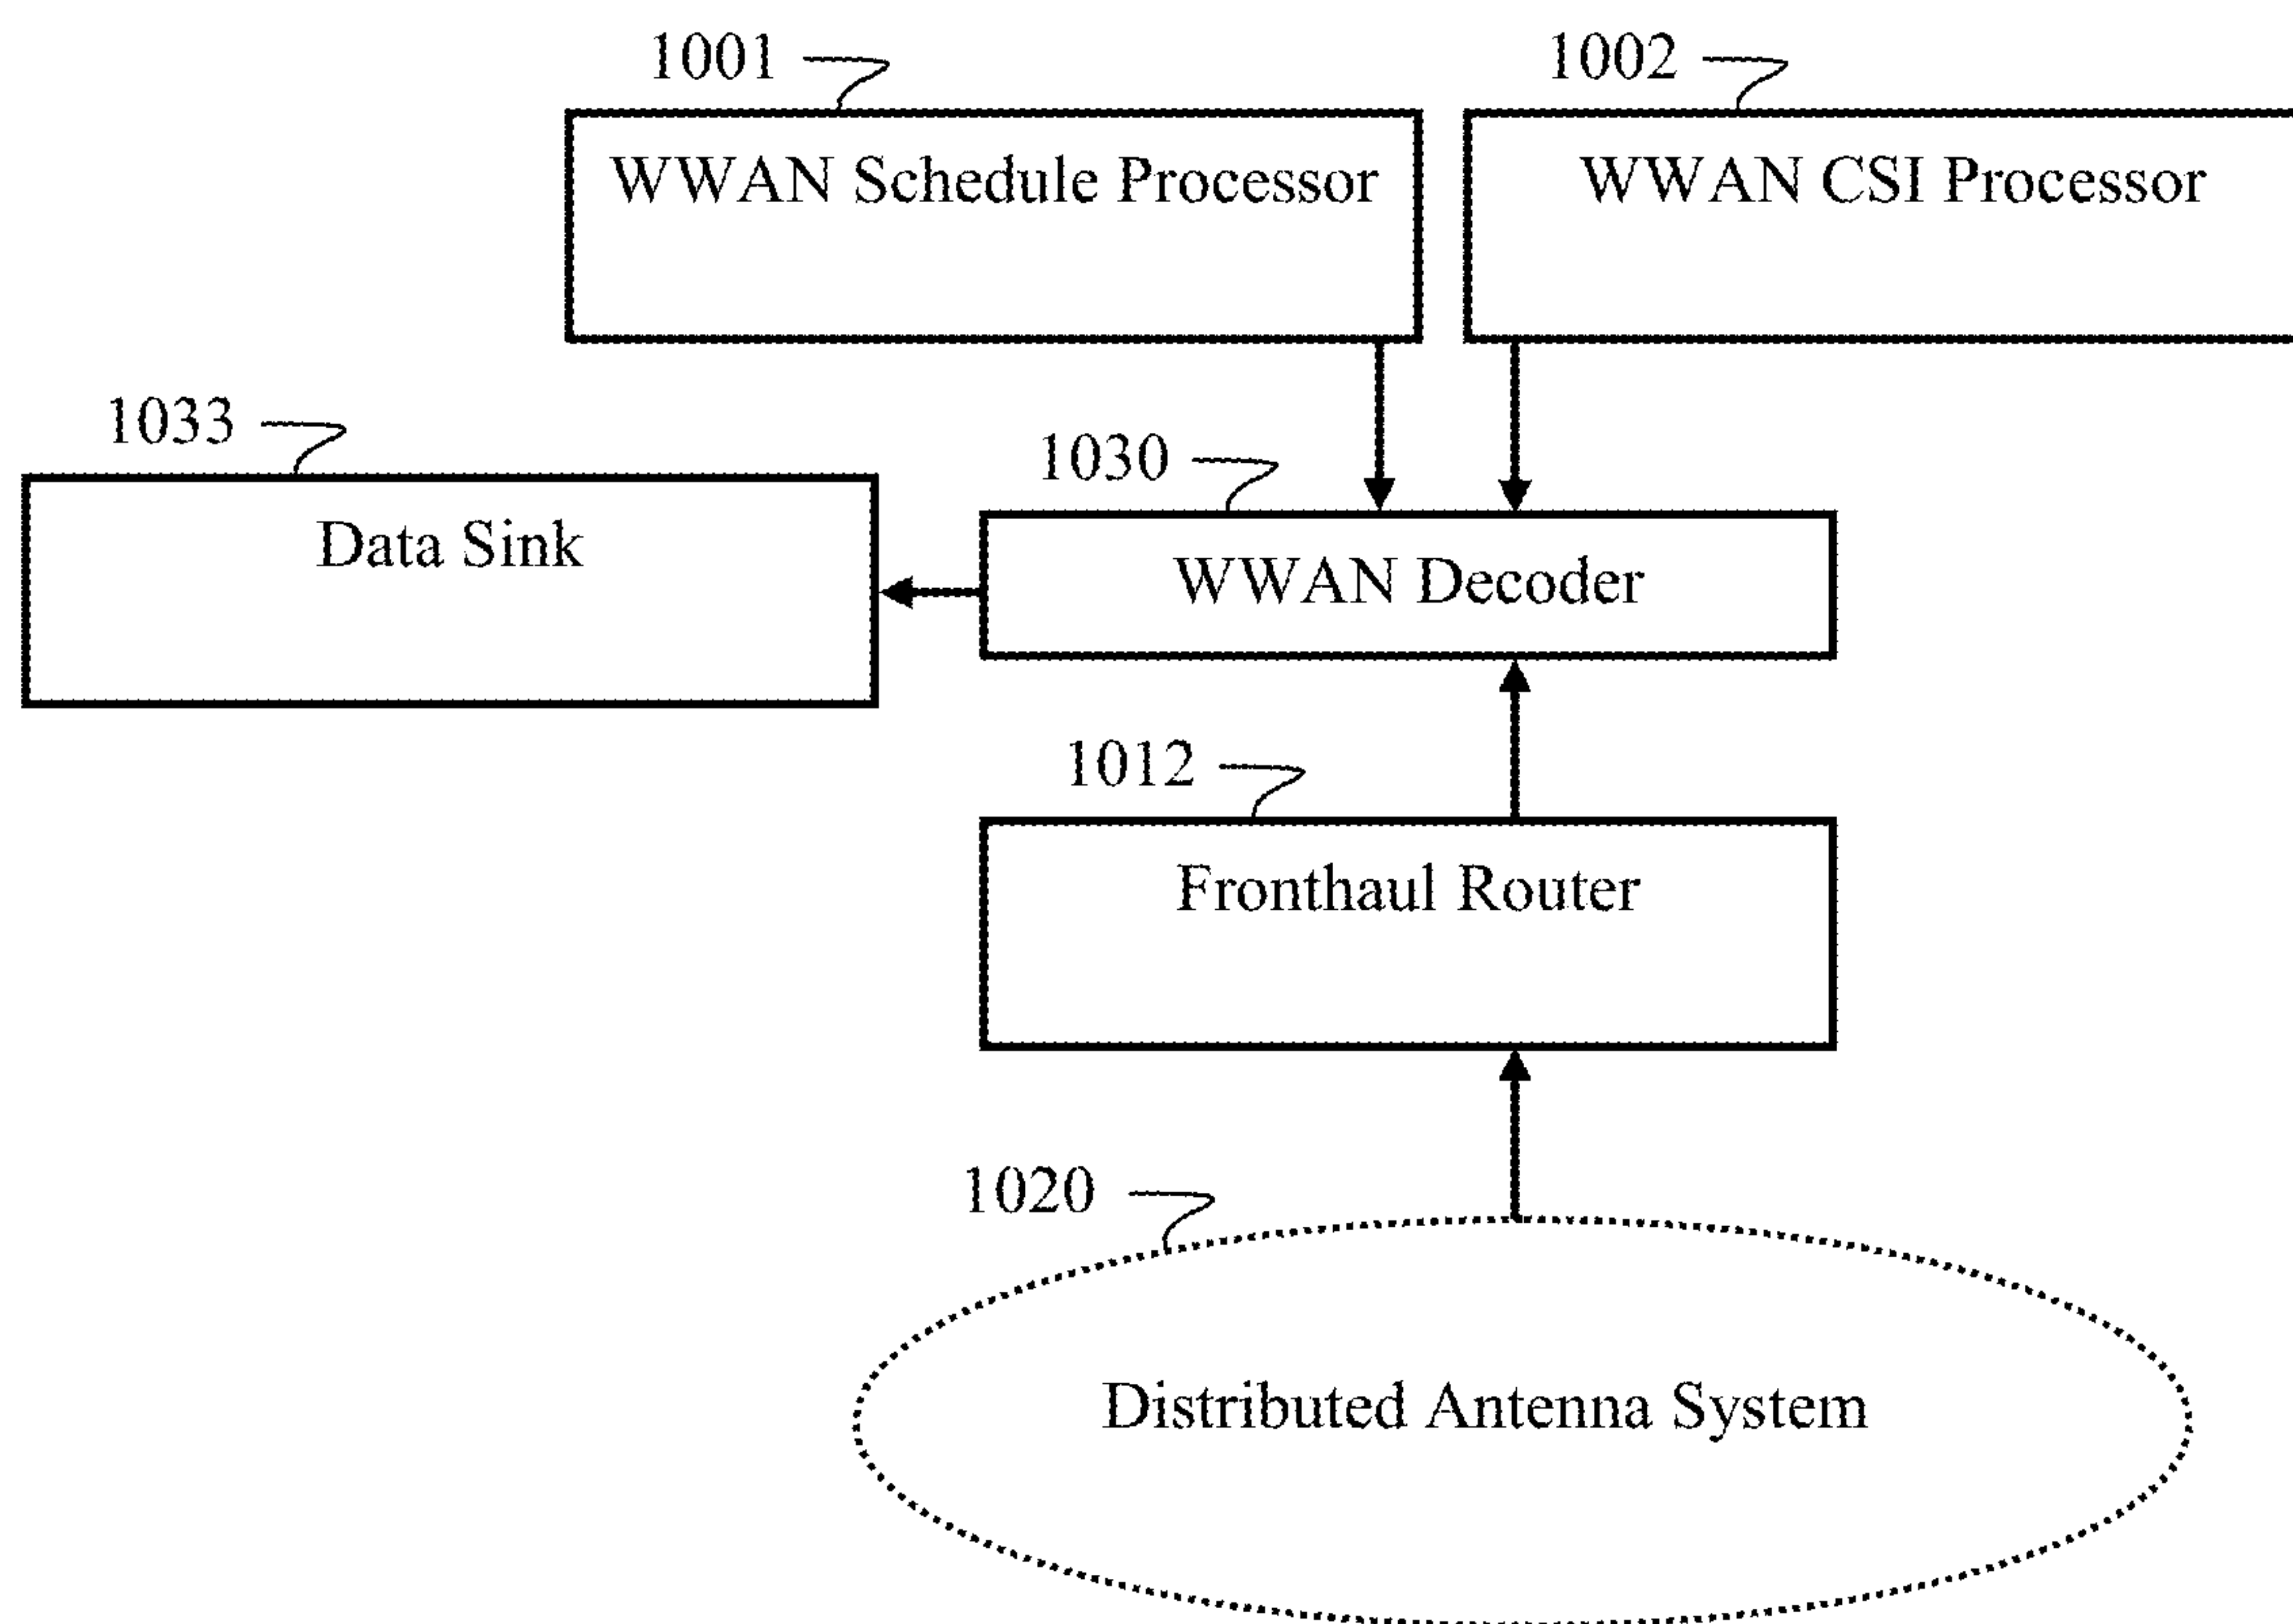 1001
1002
WWAN Schedule Processor
WWAN CSI Processor
1033
1030
Data Sink
WWAN Decoder
1012
Fronthaul Router
1020
Distributed Antenna System